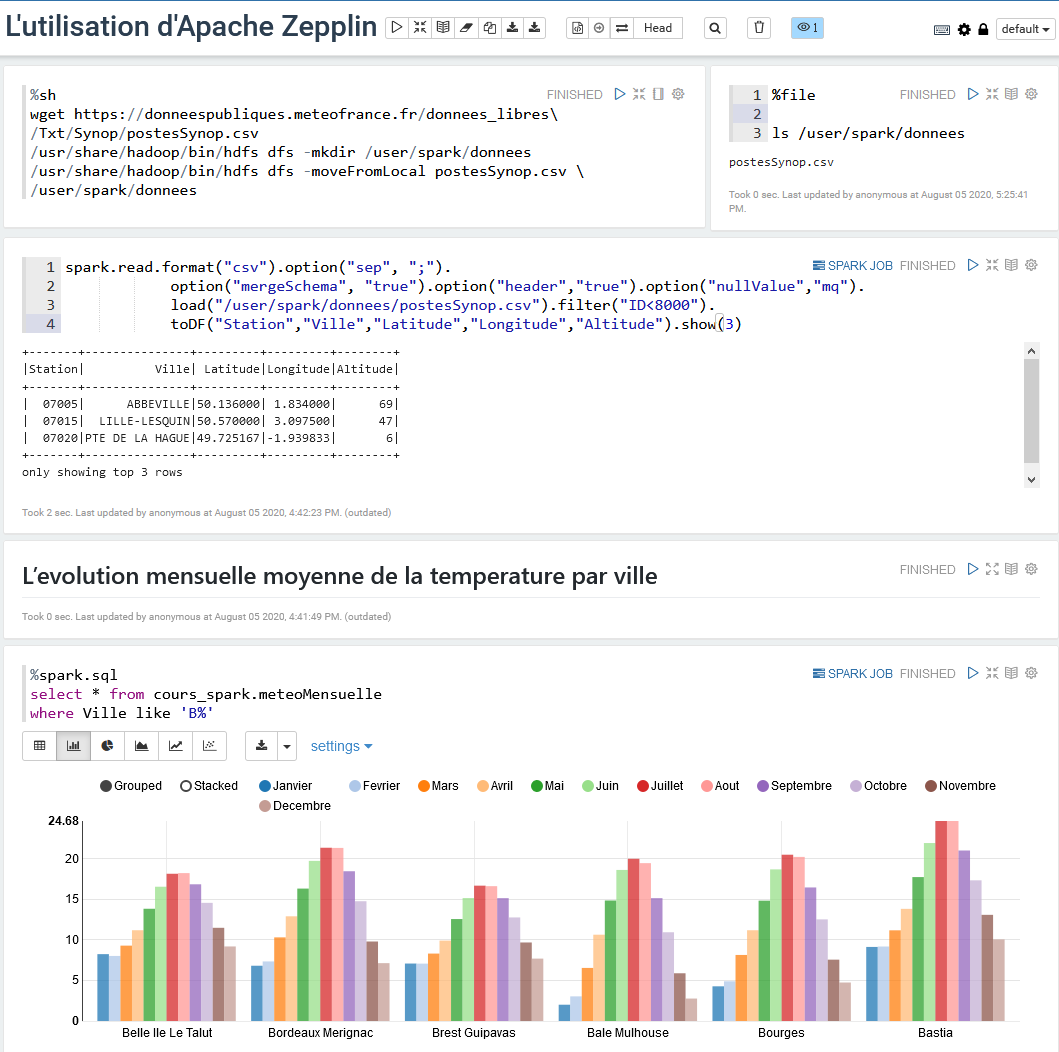 L'utilisation d'Apache Zepplin
Head
1
default
%sh
FINISHED
wget https://donneespubliques.meteofrance.fr/donnees_libres\
/Txt/Synop/postesSynop.csv
/usr/share/hadoop/bin/hdfs dfs -mkdir /user/spark/donnees
/usr/share/hadoop/bin/hdfs dfs -moveFromLocal postesSynop.csv \
/user/spark/donnees
1 %file
FINISHED
2
3 ls /user/spark/donnees
postesSynop.csv
Took 0 sec. Last updated by anonymous at August 05 2020, 5:25:41
PM.
SPARK JOB FINISHED
1 spark.read.format("csv").option("sep", ";").
2 option("mergeSchema", "true").option("header","true").option("nullValue","mq").
3 load("/user/spark/donnees/postesSynop.csv").filter("ID<8000").
4 toDF("Station","Ville","Latitude","Longitude","Altitude").show(3)
+-------+---------------+---------+---------+--------+
|Station|          Ville| Latitude|Longitude|Altitude|
+-------+---------------+---------+---------+--------+
|  07005|      ABBEVILLE|50.136000| 1.834000|      69|
|  07015|  LILLE-LESQUIN|50.570000| 3.097500|      47|
|  07020|PTE DE LA HAGUE|49.725167|-1.939833|       6|
+-------+---------------+---------+---------+--------+
only showing top 3 rows
Took 2 sec. Last updated by anonymous at August 05 2020, 4:42:23 PM. (outdated)
L'evolution mensuelle moyenne de la temperature par ville
FINISHED
Took 0 sec. Last updated by anonymous at August 05 2020, 4:41:49 PM. (outdated)
%spark.sql
SPARK JOB FINISHED
select * from cours_spark.meteoMensuelle
where Ville like 'B%'
settings
Grouped Stacked Janvier Fevrier Mars Avril Mai Juin Juillet Aout Septembre Octobre Novembre
Decembre
24.68
20
15
10
5
0
Belle Ile Le Talut Bordeaux Merignac Brest Guipavas Bale Mulhouse Bourges Bastia